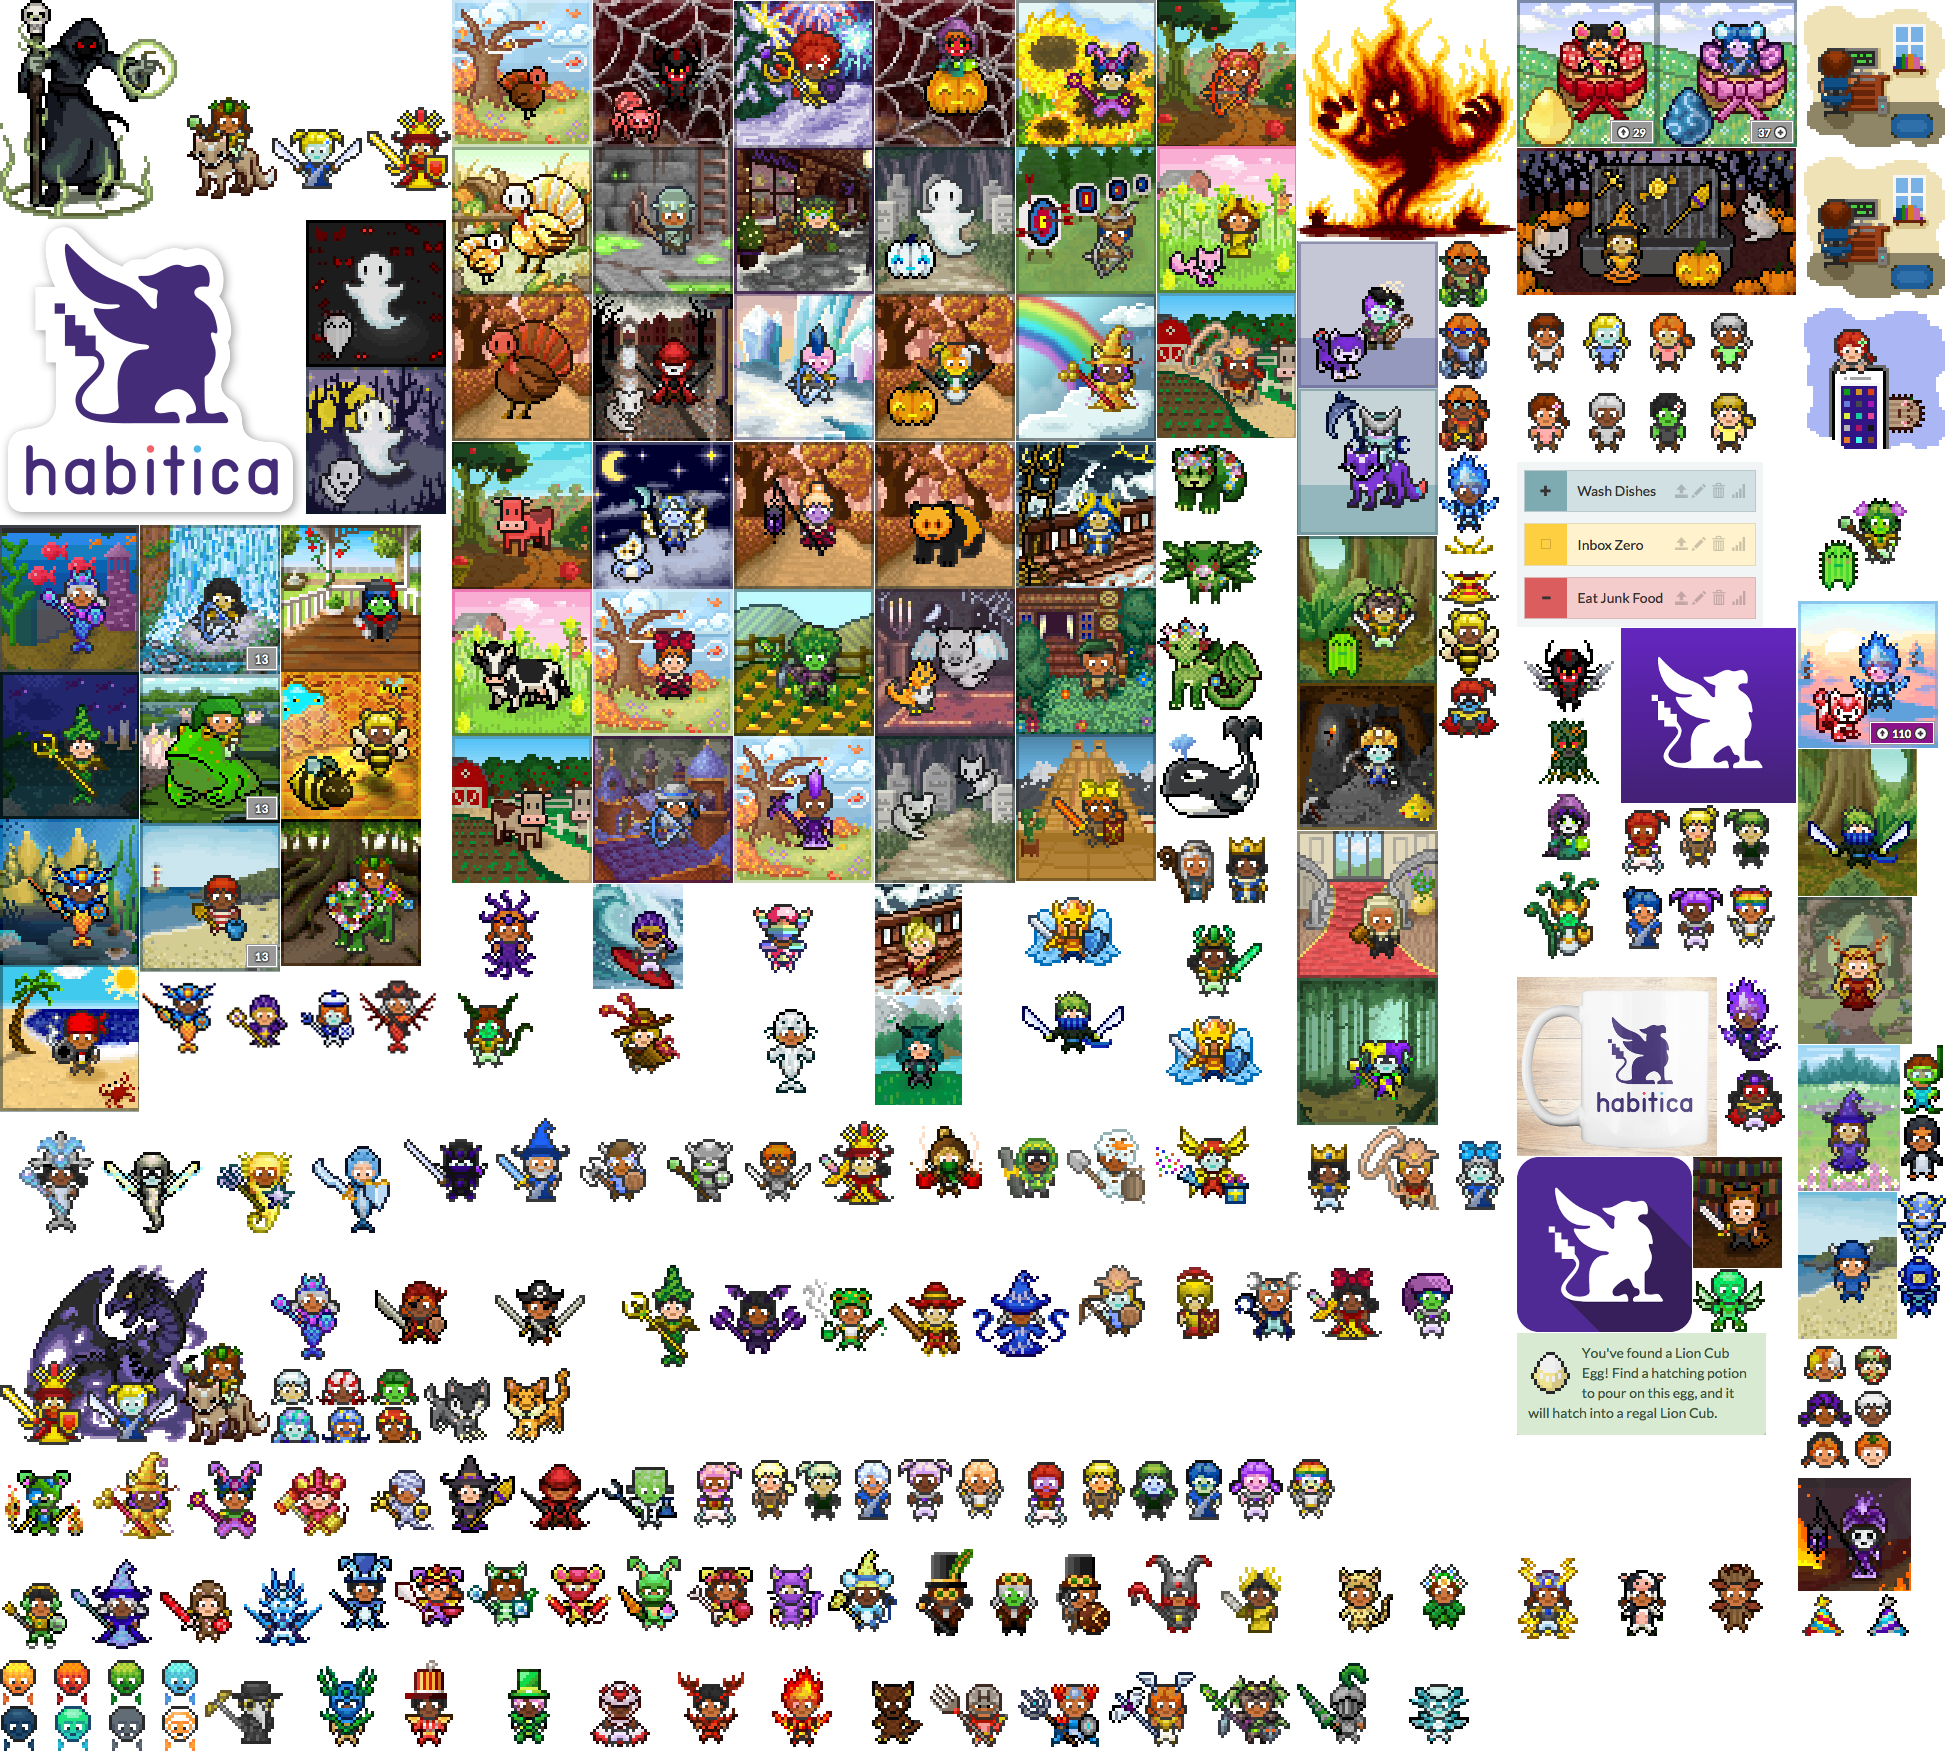 29
37
habitica
13
13
13
Wash Dishes
Inbox Zero
Eat Junk Food
110
habitica
You've found a Lion Cub
Egg! Find a hatching potion
to pour on this egg, and it
will hatch into a regal Lion Cub.